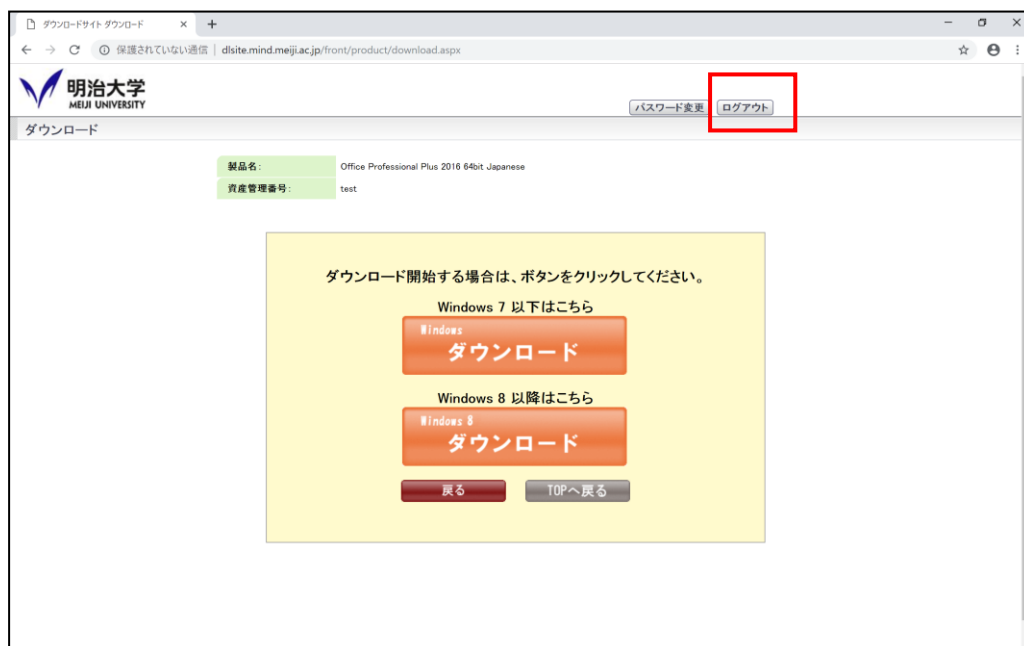 ダウンロードサイト ダウンロード
保護されていない通信 | dlsite.mind.meiji.ac.jp/front/product/download.aspx
明治大学
MEIJI UNIVERSITY
パスワード変更 ログアウト
ダウンロード
製品名: Office Professional Plus 2016 64bit Japanese
資産管理番号: test
ダウンロード開始する場合は、ボタンをクリックしてください。
Windows 7 以下はこちら
Windows
ダウンロード
Windows 8 以降はこちら
Windows 8
ダウンロード
戻る TOPへ戻る